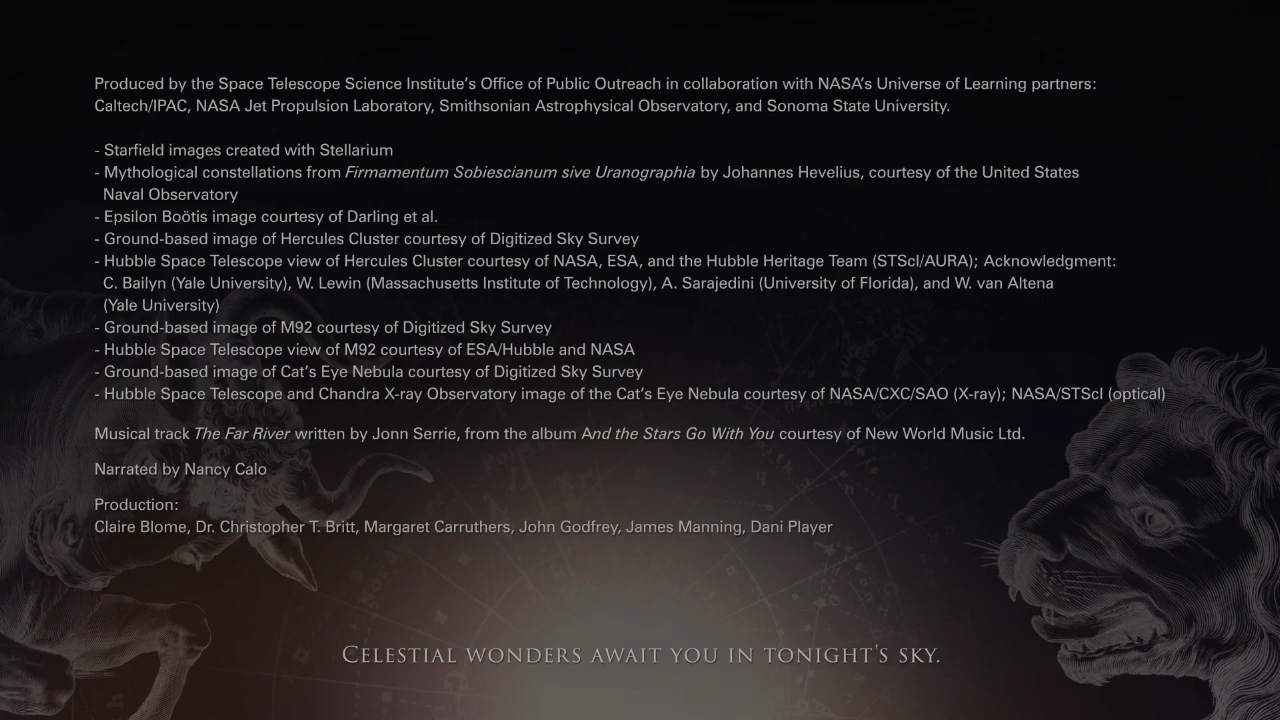 Produced by the Space Telescope Science Institute's Office of Public Outreach in collaboration with NASA's Universe of Learning partners:
Caltech/IPAC, NASA Jet Propulsion Laboratory, Smithsonian Astrophysical Observatory, and Sonoma State University.
- Starfield images created with Stellarium
- Mythological constellations from Firmamentum Sobiescianum sive Uranographia by Johannes Hevelius, courtesy of the United States
Naval Observatory
- Epsilon Boötis image courtesy of Darling et al.
- Ground-based image of Hercules Cluster courtesy of Digitized Sky Survey
- Hubble Space Telescope view of Hercules Cluster courtesy of NASA, ESA, and the Hubble Heritage Team (STScI/AURA); Acknowledgment:
C. Bailyn (Yale University), W. Lewin (Massachusetts Institute of Technology), A. Sarajedini (University of Florida), and W. van Altena
(Yale University)
- Ground-based image of M92 courtesy of Digitized Sky Survey
- Hubble Space Telescope view of M92 courtesy of ESA/Hubble and NASA
- Ground-based image of Cat's Eye Nebula courtesy of Digitized Sky Survey
- Hubble Space Telescope and Chandra X-ray Observatory image of the Cat's Eye Nebula courtesy of NASA/CXC/SAO (X-ray); NASA/STScI (optical)
Musical track The Far River written by Jonn Serrie, from the album And the Stars Go With You courtesy of New World Music Ltd.
Narrated by Nancy Calo
Production:
Claire Blome, Dr. Christopher T. Britt, Margaret Carruthers, John Godfrey, James Manning, Dani Player
Celestial wonders await you in tonight's sky.